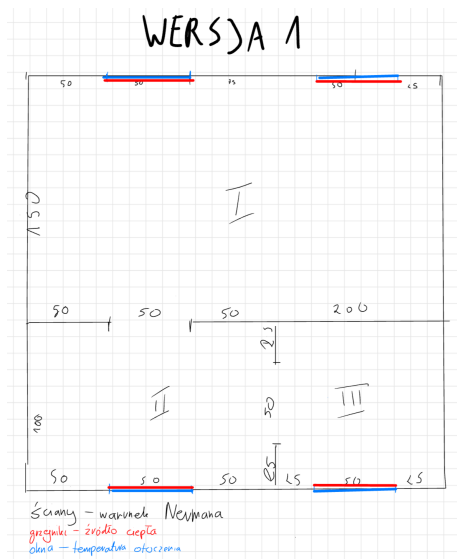 WERSJA 1
50 50 75 50 25
I
150
50 50 50 200
25
II 50 III
100
25
50 50 50 25 50 25
ściany – warunek Neumana
grzejniki – źródło ciepła
okna – temperatura otoczenia